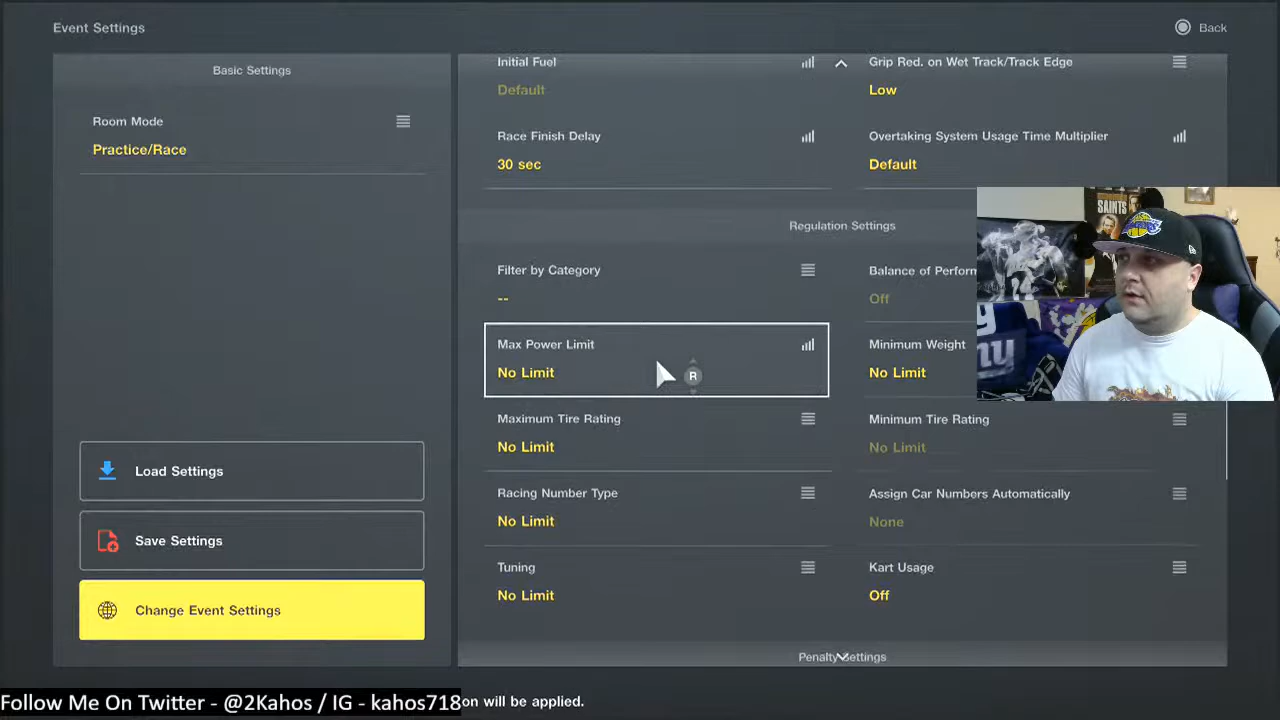 Event Settings
Back
Basic Settings
Room Mode
Practice/Race
Load Settings
Save Settings
Change Event Settings
Initial Fuel
Default
Grip Red. on Wet Track/Track Edge
Low
Race Finish Delay
30 sec
Overtaking System Usage Time Multiplier
Default
Regulation Settings
Filter by Category
--
Balance of Perform
Off
Max Power Limit
No Limit
R
Minimum Weight
No Limit
Maximum Tire Rating
No Limit
Minimum Tire Rating
No Limit
Racing Number Type
No Limit
Assign Car Numbers Automatically
None
Tuning
No Limit
Kart Usage
Off
Penalty Settings
SAINTS
Follow Me On Twitter - @2Kahos / IG - kahos718
on will be applied.